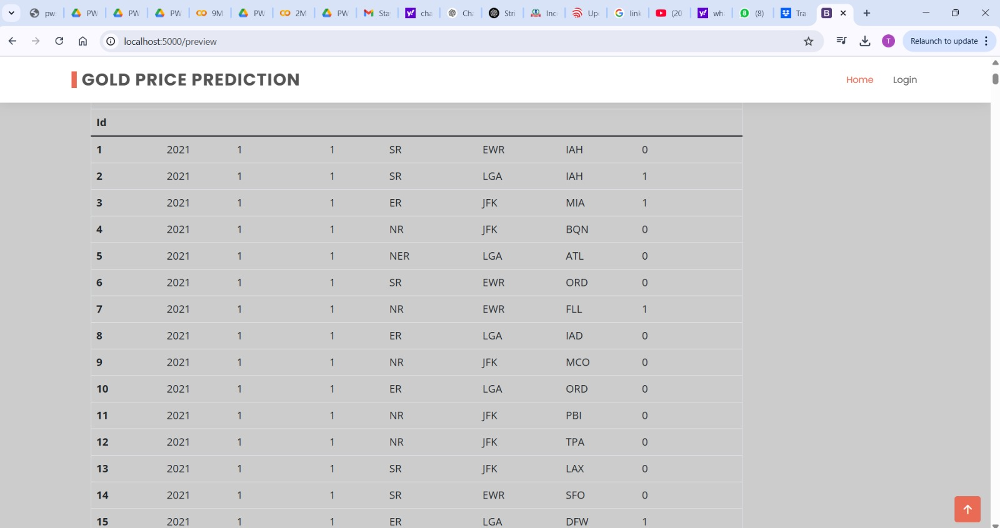 pw PW PW PW 9M PW 2M PW Sta cha Cha Stri Inc Up link (20 wh (8) Tra
localhost:5000/preview
T
Relaunch to update
GOLD PRICE PREDICTION
Home Login
Id
1 2021 1 1 SR EWR IAH 0
2 2021 1 1 SR LGA IAH 1
3 2021 1 1 ER JFK MIA 1
4 2021 1 1 NR JFK BQN 0
5 2021 1 1 NER LGA ATL 0
6 2021 1 1 SR EWR ORD 0
7 2021 1 1 NR EWR FLL 1
8 2021 1 1 ER LGA IAD 0
9 2021 1 1 NR JFK MCO 0
10 2021 1 1 ER LGA ORD 0
11 2021 1 1 NR JFK PBI 0
12 2021 1 1 NR JFK TPA 0
13 2021 1 1 SR JFK LAX 0
14 2021 1 1 SR EWR SFO 0
15 2021 1 1 ER LGA DFW 1